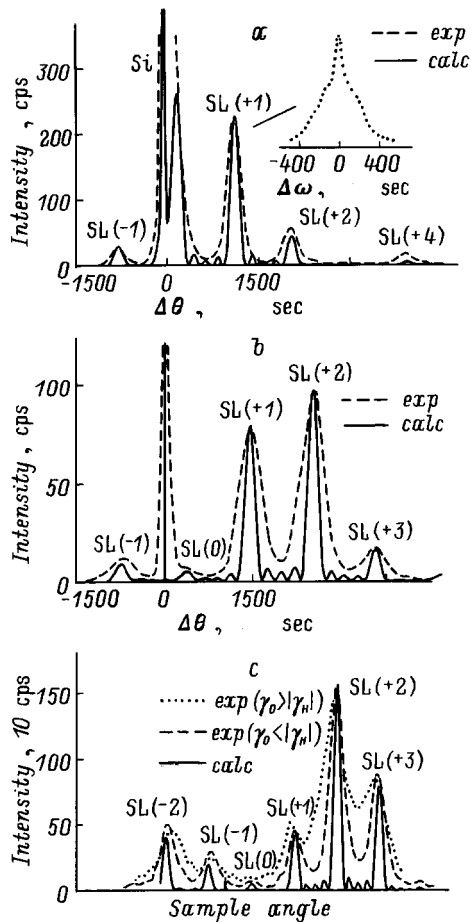 a
--- exp
— calc
Si
SL(+1)
300
200
100
0
Intensity, cps
-400 0 400
Δω, sec
SL(-1)
SL(+2)
SL(+4)
-1500 0 1500
Δθ, sec
b
SL(+2)
SL(+1)
--- exp
— calc
100
50
0
Intensity, cps
SL(-1)
SL(0)
SL(+3)
-1500 0 1500
Δθ, sec
c
SL(+2)
····· exp(γ₀>|γ_H|)
--- exp(γ₀<|γ_H|)
— calc
SL(+3)
150
100
50
0
Intensity, 10 cps
SL(-2)
SL(-1)
SL(0)
SL(+1)
Sample angle